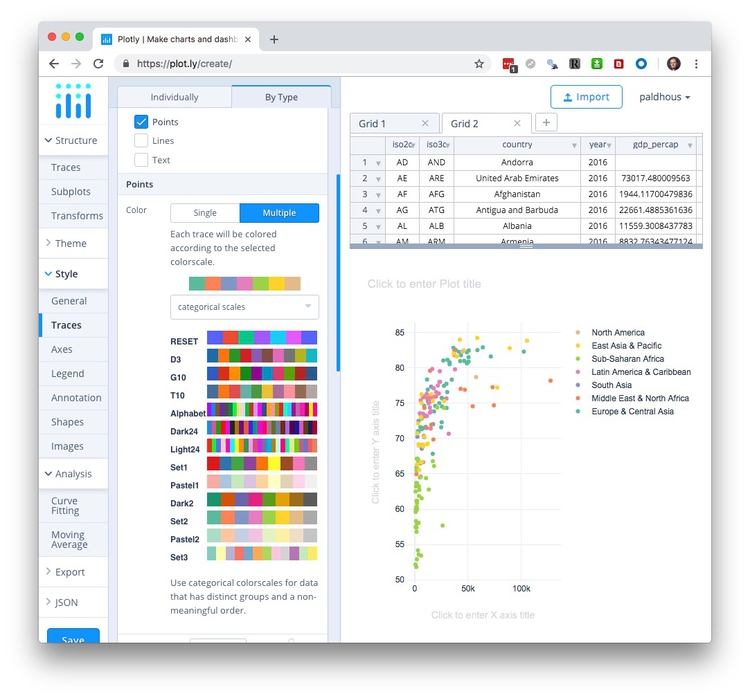 Plotly | Make charts and dashb
https://plot.ly/create/
1
Structure
Traces
Subplots
Transforms
Theme
Style
General
Traces
Axes
Legend
Annotation
Shapes
Images
Analysis
Curve
Fitting
Moving
Average
Export
JSON
Save
Individually
By Type
Points
Lines
Text
Points
Color
Single
Multiple
Each trace will be colored
according to the selected
colorscale.
categorical scales
RESET
D3
G10
T10
Alphabet
Dark24
Light24
Set1
Pastel1
Dark2
Set2
Pastel2
Set3
Use categorical colorscales for data
that has distinct groups and a non-
meaningful order.
Import
paldhous
Grid 1
Grid 2
iso2c iso3c country year gdp_percap
1 AD AND Andorra 2016
2 AE ARE United Arab Emirates 2016 73017.480009563
3 AF AFG Afghanistan 2016 1944.11700479836
4 AG ATG Antigua and Barbuda 2016 22661.4885361636
5 AL ALB Albania 2016 11559.3008437783
6 AM ARM Armenia 2016 8832.76343477124
Click to enter Plot title
85
80
75
70
65
60
55
50
0
50k
100k
Click to enter Y axis title
Click to enter X axis title
North America
East Asia & Pacific
Sub-Saharan Africa
Latin America & Caribbean
South Asia
Middle East & North Africa
Europe & Central Asia